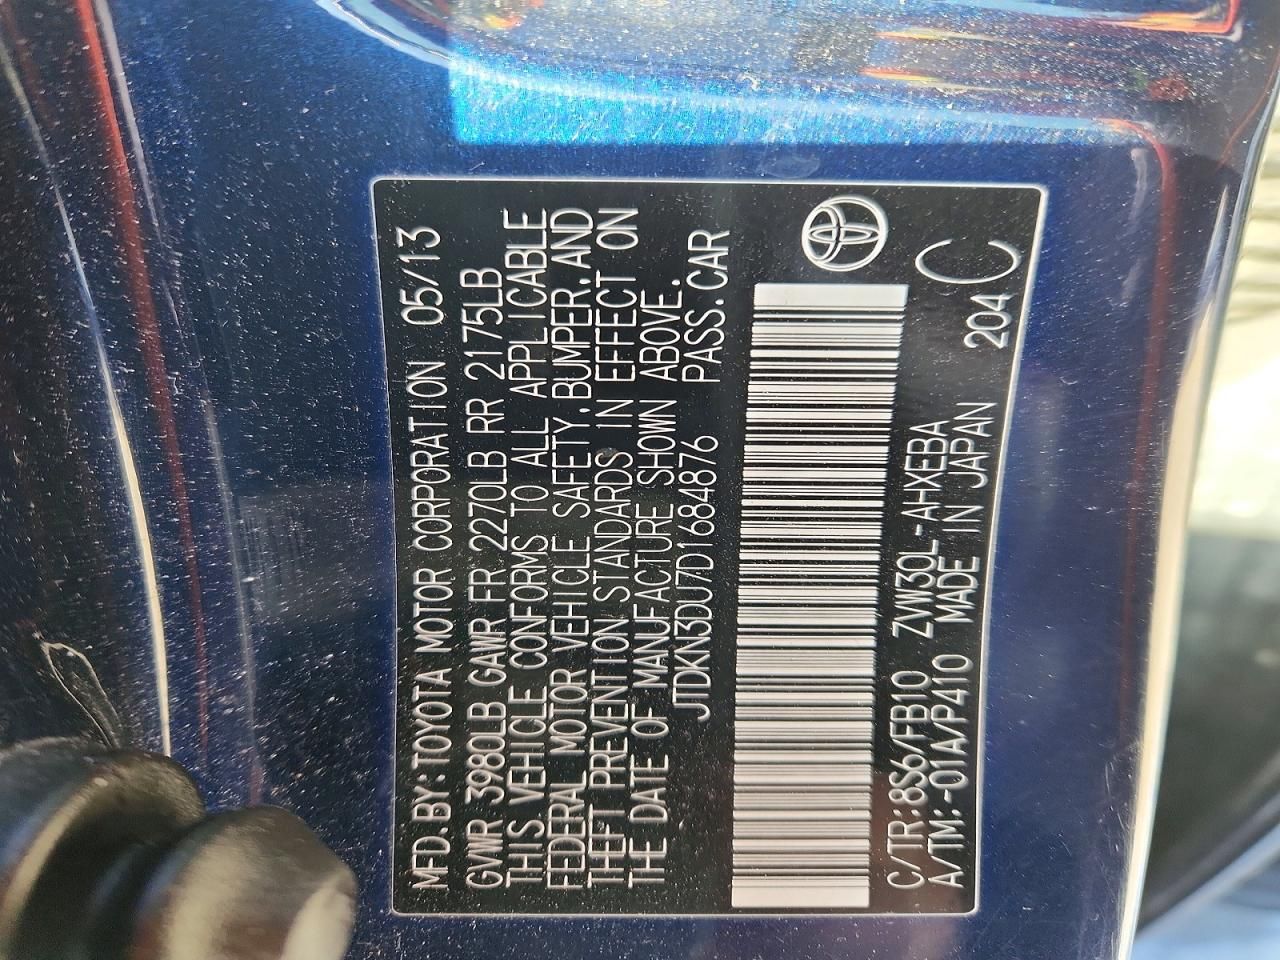 MFD.BY:TOYOTA MOTOR CORPORATION 05/13
GVWR 3980LB GAWR FR 2270LB RR 2175LB
THIS VEHICLE CONFORMS TO ALL APPLICABLE
FEDERAL MOTOR VEHICLE SAFETY,BUMPER,AND
THEFT PREVENTION STANDARDS IN EFFECT ON
THE DATE OF MANUFACTURE SHOWN ABOVE.
JTDKN3DU7D1684876 PASS.CAR
C/TR:8S6/FB10 ZVW30L-AHXEBA
A/TM:-01A/P410 MADE IN JAPAN 204 C